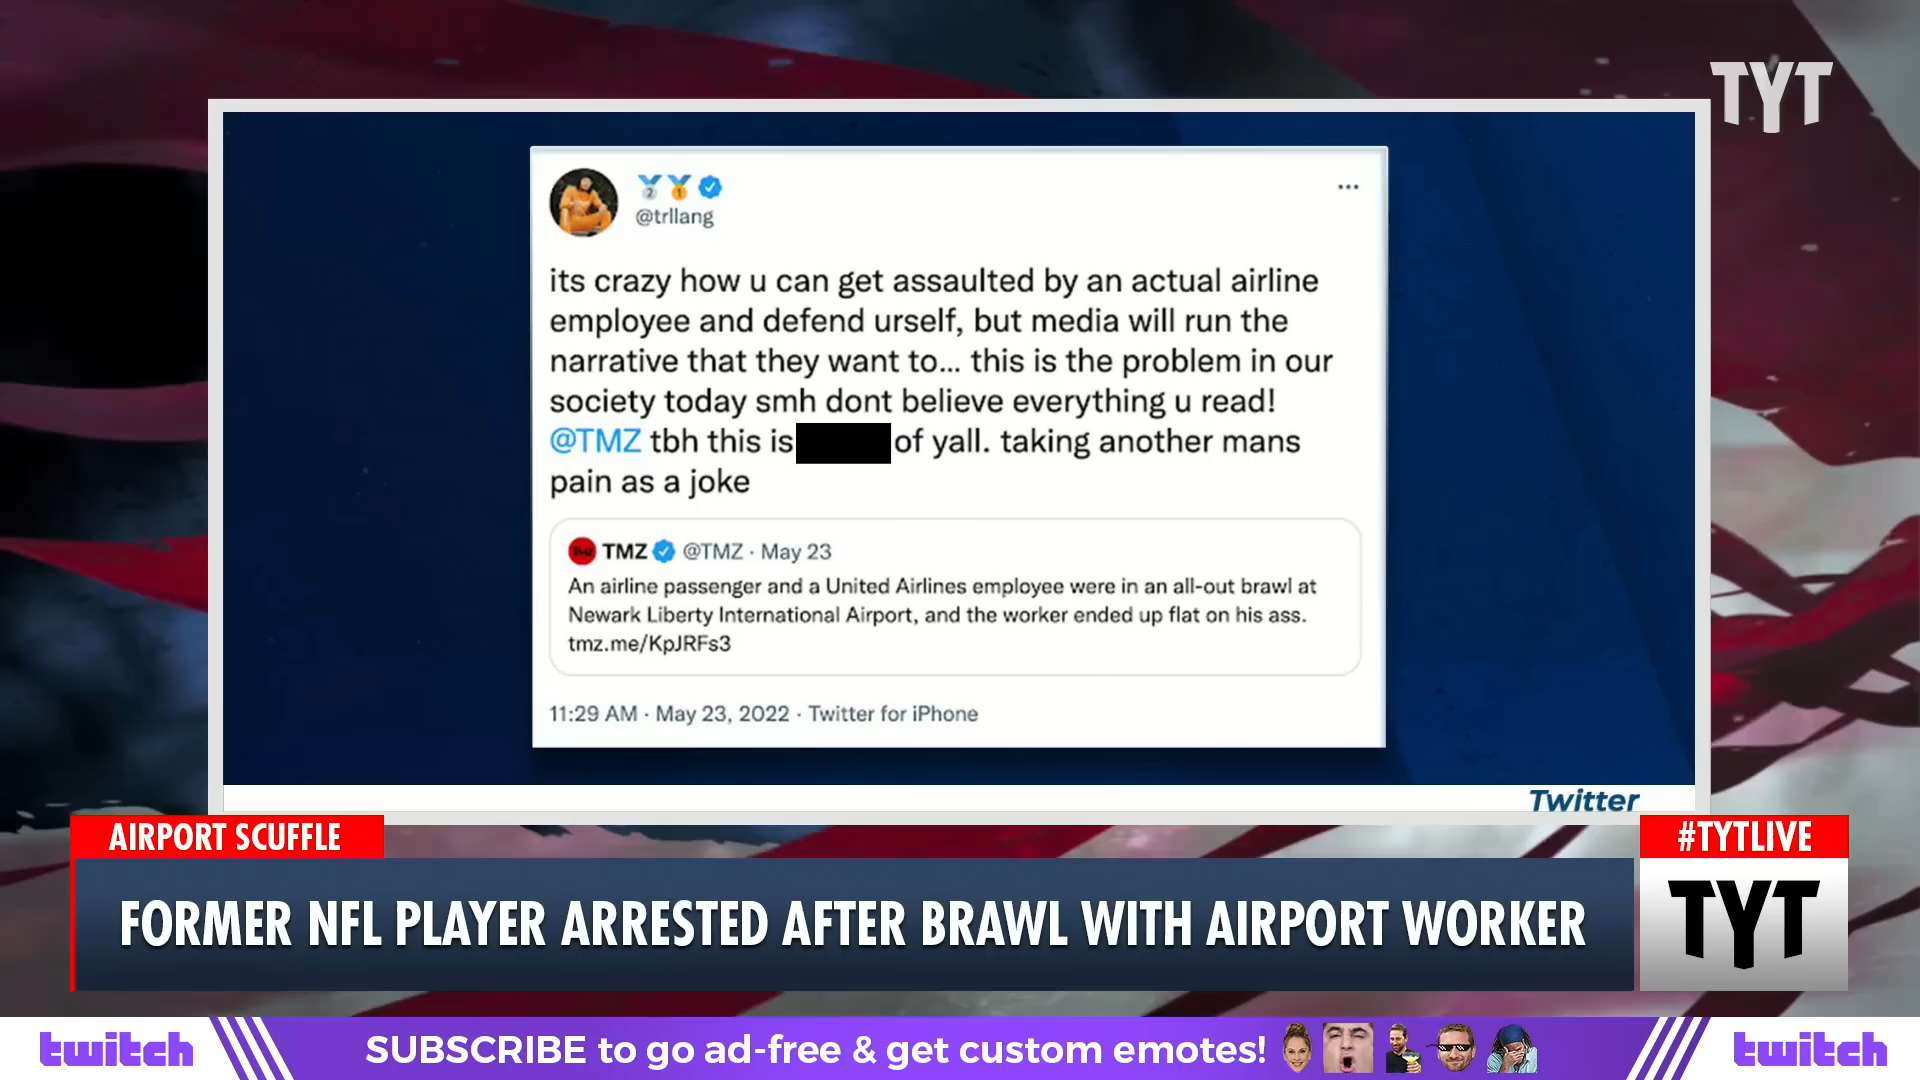 TYT
@trllang
its crazy how u can get assaulted by an actual airline
employee and defend urself, but media will run the
narrative that they want to... this is the problem in our
society today smh dont believe everything u read!
@TMZ tbh this is of yall. taking another mans
pain as a joke
TMZ @TMZ · May 23
An airline passenger and a United Airlines employee were in an all-out brawl at
Newark Liberty International Airport, and the worker ended up flat on his ass.
tmz.me/KpJRFs3
11:29 AM · May 23, 2022 · Twitter for iPhone
Twitter
AIRPORT SCUFFLE
#TYTLIVE
FORMER NFL PLAYER ARRESTED AFTER BRAWL WITH AIRPORT WORKER
TYT
twitch
SUBSCRIBE to go ad-free & get custom emotes!
twitch